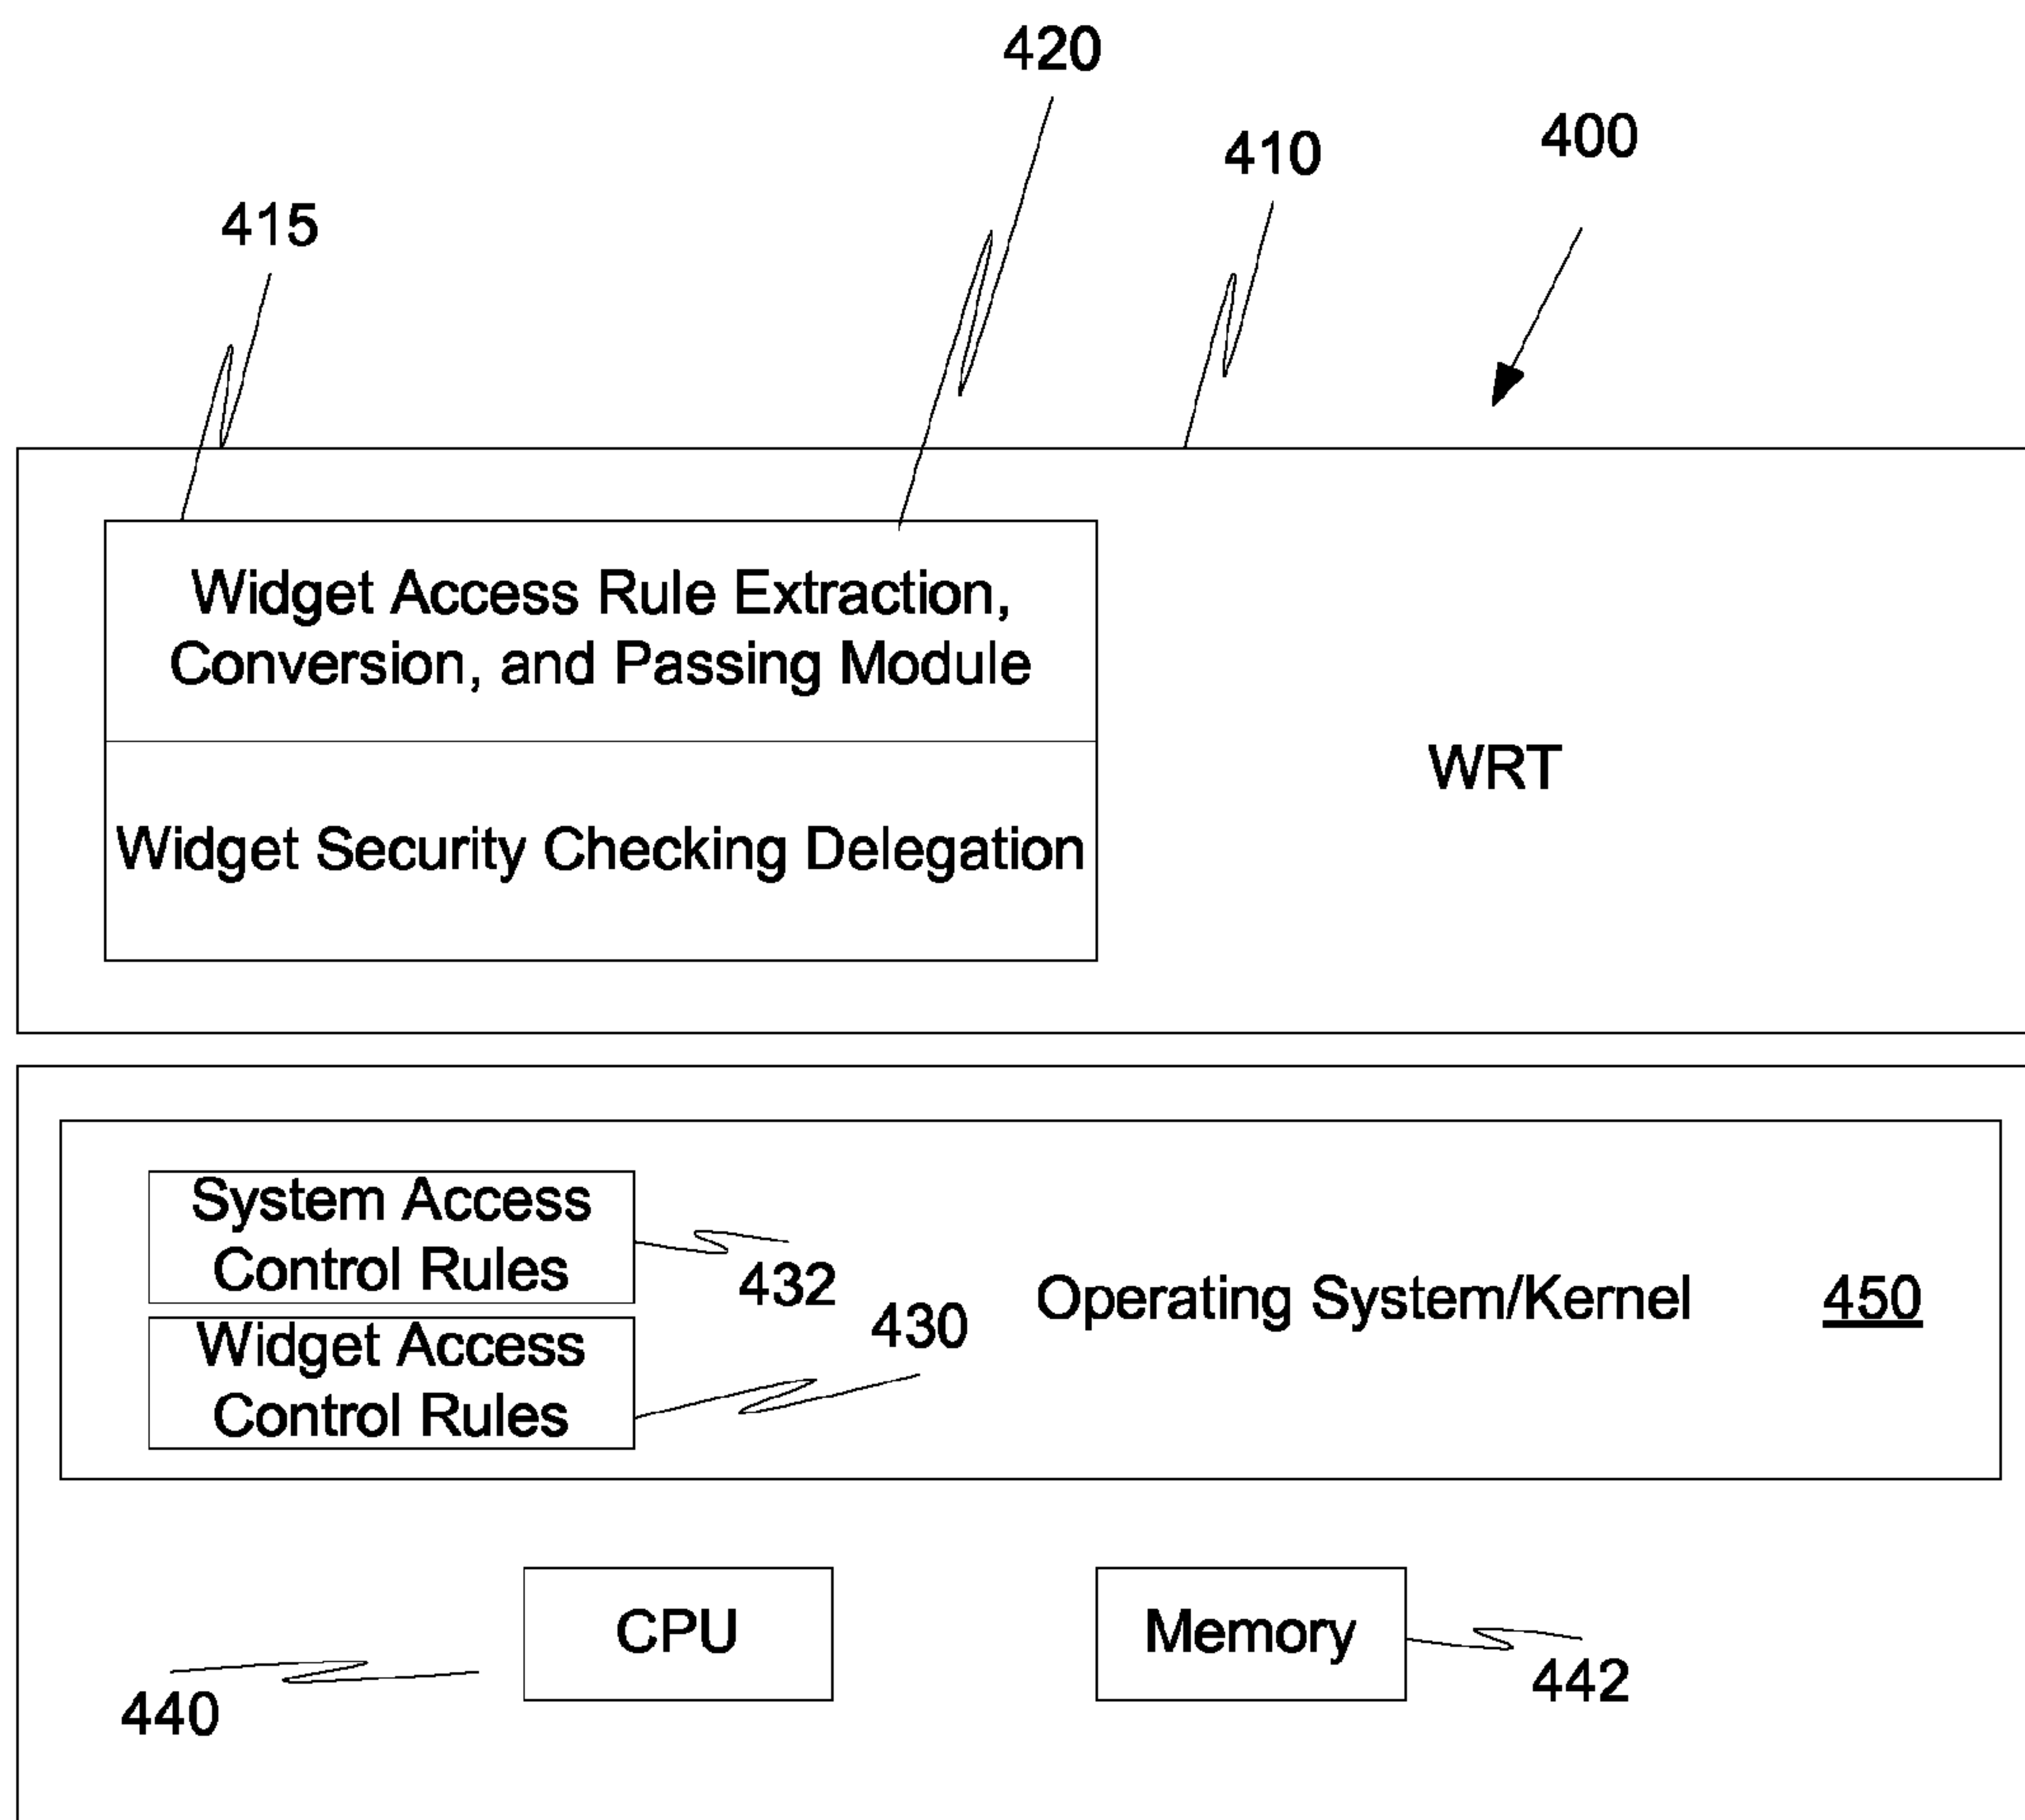 420
410
400
415
Widget Access Rule Extraction,
Conversion, and Passing Module
WRT
Widget Security Checking Delegation
System Access
Control Rules
432
Operating System/Kernel
450
430
Widget Access
Control Rules
CPU
Memory
440
442